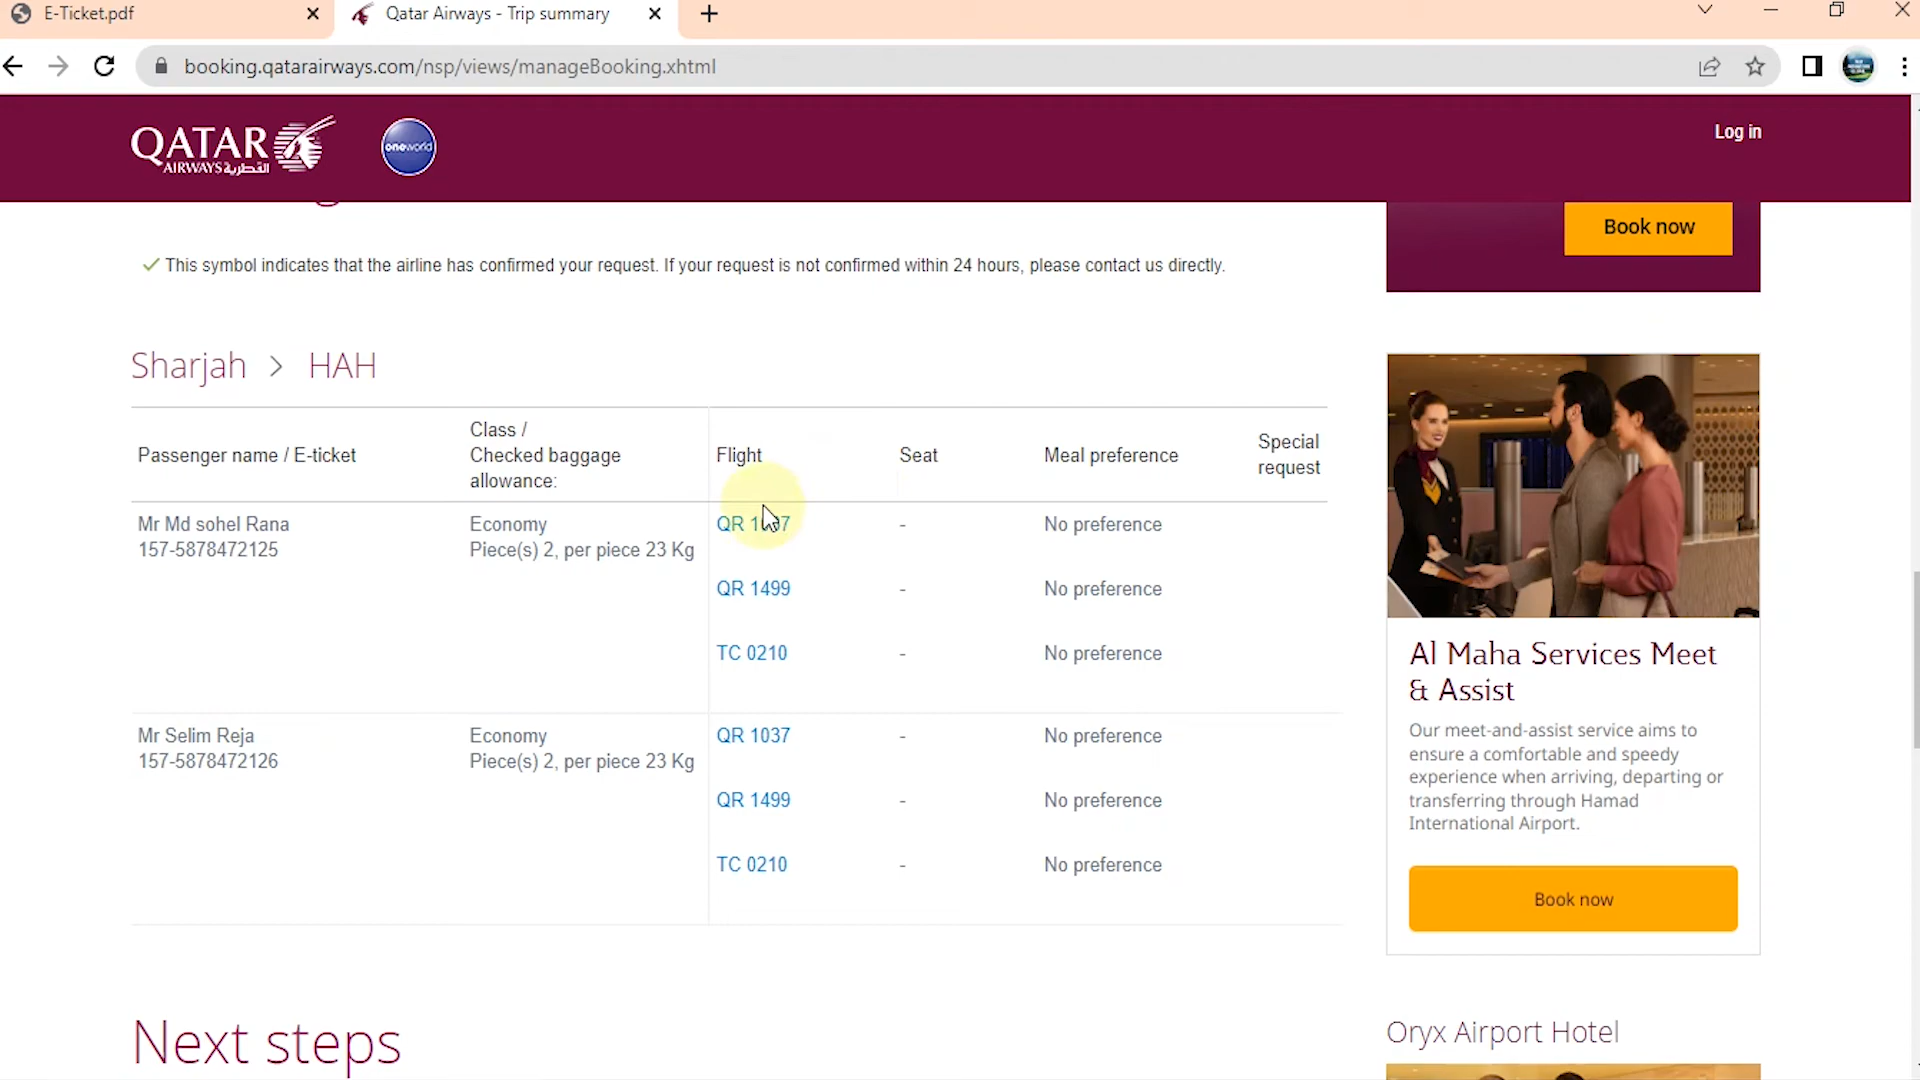 E-Ticket.pdf
Qatar Airways - Trip summary
booking.qatarairways.com/nsp/views/manageBooking.xhtml
QATAR
AIRWAYS القطرية
oneworld
Log in
Book now
This symbol indicates that the airline has confirmed your request. If your request is not confirmed within 24 hours, please contact us directly.
Sharjah > HAH
Passenger name / E-ticket
Class /
Checked baggage
allowance:
Flight
Seat
Meal preference
Special
request
Mr Md sohel Rana
157-5878472125
Economy
Piece(s) 2, per piece 23 Kg
QR
-
No preference
QR 1499
-
No preference
TC 0210
-
No preference
Mr Selim Reja
157-5878472126
Economy
Piece(s) 2, per piece 23 Kg
QR 1037
-
No preference
QR 1499
-
No preference
TC 0210
-
No preference
Next steps
Al Maha Services Meet
& Assist
Our meet-and-assist service aims to
ensure a comfortable and speedy
experience when arriving, departing or
transferring through Hamad
International Airport.
Book now
Oryx Airport Hotel